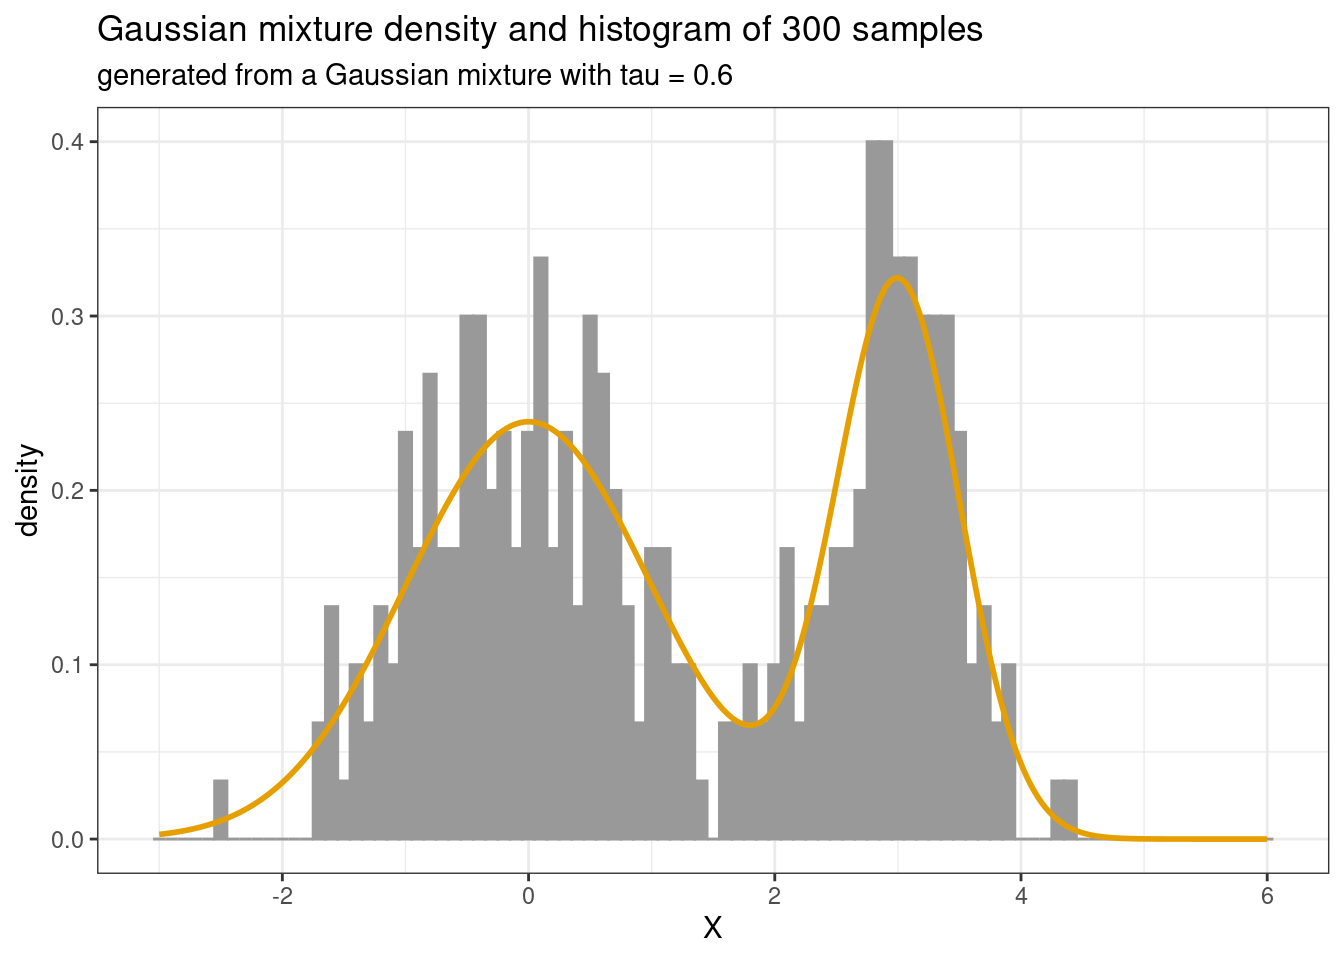 Gaussian mixture density and histogram of 300 samples
generated from a Gaussian mixture with tau = 0.6
0.4
0.3
0.2
0.1
0.0
density
-2
0
2
4
6
X